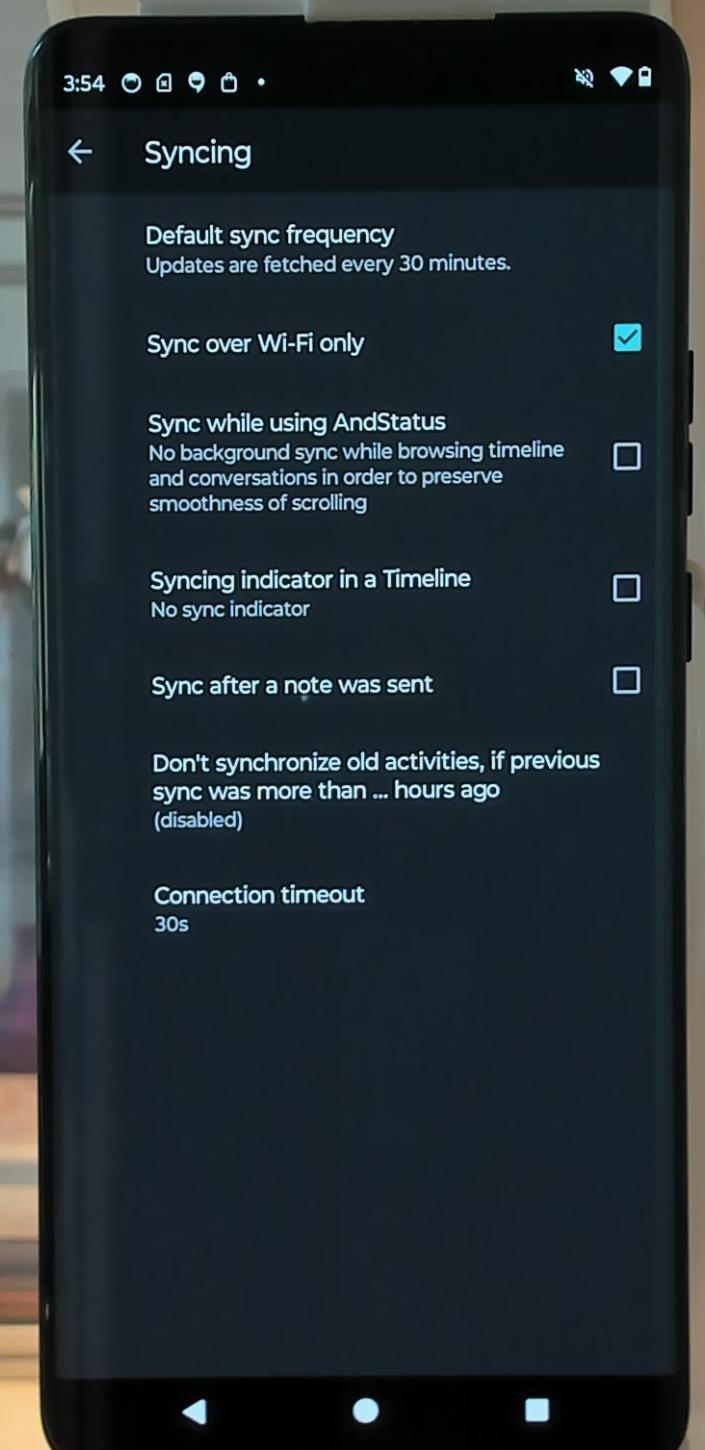 3:54
Syncing
Default sync frequency
Updates are fetched every 30 minutes.
Sync over Wi-Fi only
Sync while using AndStatus
No background sync while browsing timeline
and conversations in order to preserve
smoothness of scrolling
Syncing indicator in a Timeline
No sync indicator
Sync after a note was sent
Don't synchronize old activities, if previous
sync was more than ... hours ago
(disabled)
Connection timeout
30s